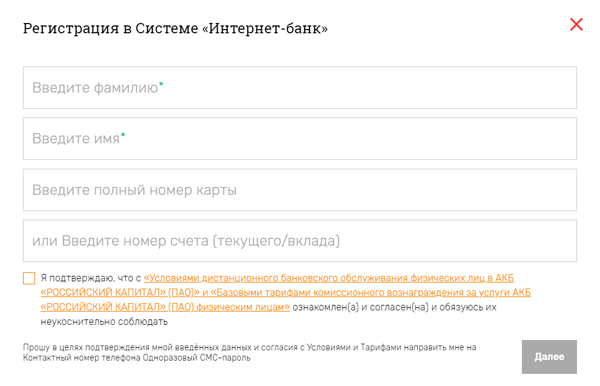 Регистрация в Системе «Интернет-банк»
Введите фамилию*
Введите имя*
Введите полный номер карты
или Введите номер счета (текущего/вклада)
Я подтверждаю, что с «Условиями дистанционного банковского обслуживания физических лиц в АКБ
«РОССИЙСКИЙ КАПИТАЛ» (ПАО)» и «Базовыми тарифами комиссионного вознаграждения за услуги АКБ
«РОССИЙСКИЙ КАПИТАЛ» (ПАО) физическим лицам» ознакомлен(а) и согласен(на) и обязуюсь их
неукоснительно соблюдать
Прошу в целях подтверждения мной введённых данных и согласия с Условиями и Тарифами направить мне на
Контактный номер телефона Одноразовый СМС-пароль
Далее